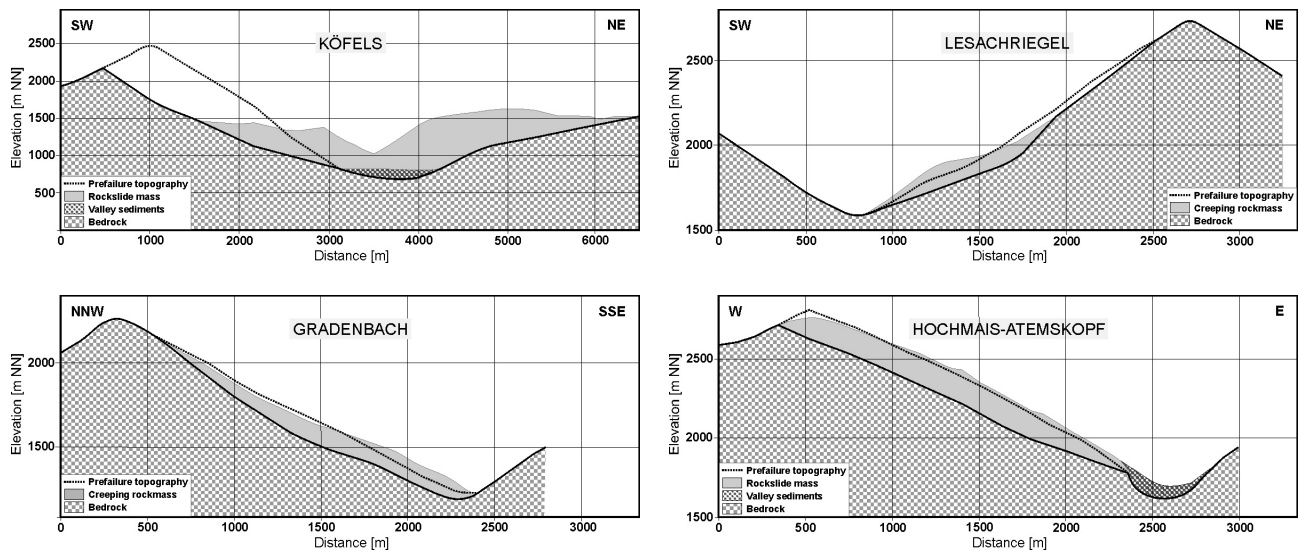 SW
NE
KÖFELS
Elevation [m NN]
2500
2000
1500
1000
500
Prefailure topography
Rockslide mass
Valley sediments
Bedrock
0 1000 2000 3000 4000 5000 6000
Distance [m]
SW
NE
LESACHRIEGEL
Elevation [m NN]
2500
2000
1500
Prefailure topography
Creeping rockmass
Bedrock
0 500 1000 1500 2000 2500 3000
Distance [m]
NNW
SSE
GRADENBACH
Elevation [m NN]
2000
1500
Prefailure topography
Creeping rockmass
Bedrock
0 500 1000 1500 2000 2500 3000
Distance [m]
W
E
HOCHMAIS-ATEMSKOPF
Elevation [m NN]
2500
2000
1500
Prefailure topography
Rockslide mass
Valley sediments
Bedrock
0 500 1000 1500 2000 2500 3000
Distance [m]